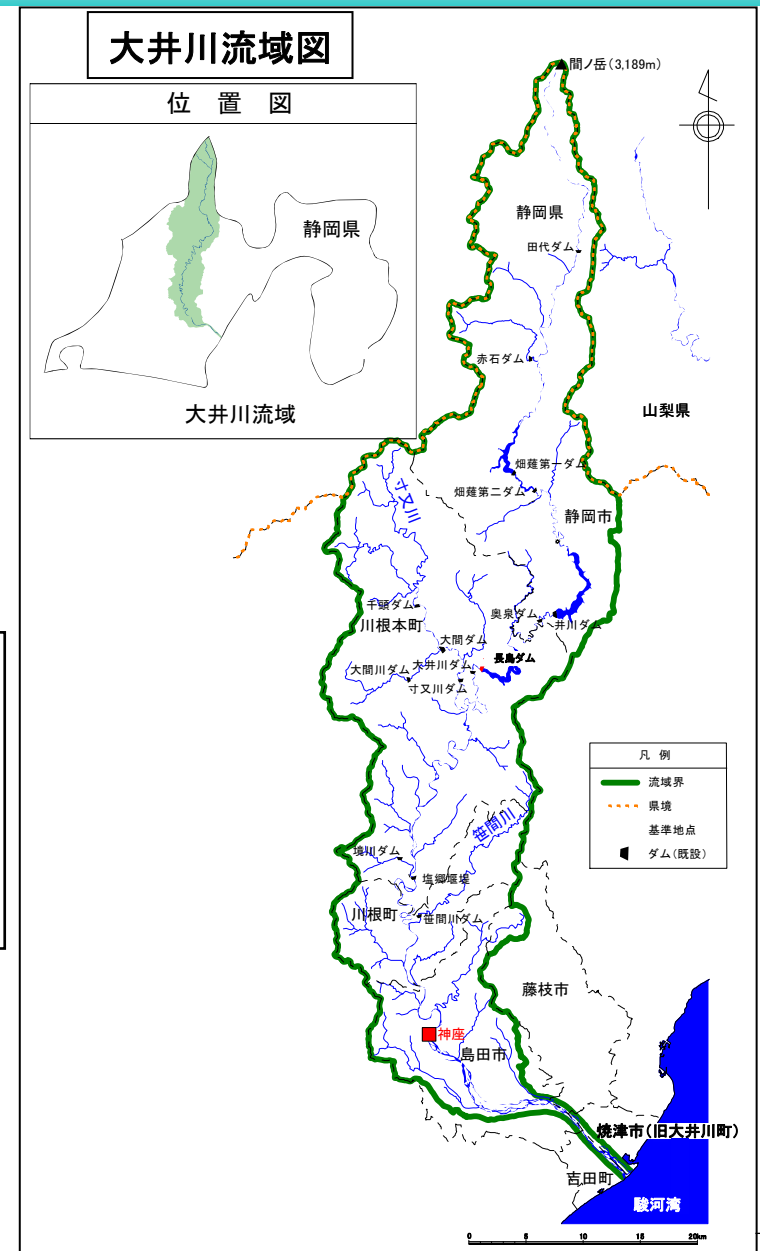 大井川流域図
位置図
静岡県
大井川流域
間ノ岳(3,189m)
静岡県
田代ダム
赤石ダム
山梨県
畑薙第一ダム
畑薙第二ダム
寸又川
静岡市
千頭ダム
川根本町
奥泉ダム
井川ダム
大間ダム
長島ダム
大間川ダム
大井川ダム
寸又川ダム
凡例
流域界
県境
基準地点
ダム(既設)
笹間川
境川ダム
塩郷堰堤
川根町
笹間川ダム
藤枝市
神座
島田市
焼津市(旧大井川町)
吉田町
駿河湾
0 5 10 15 20km